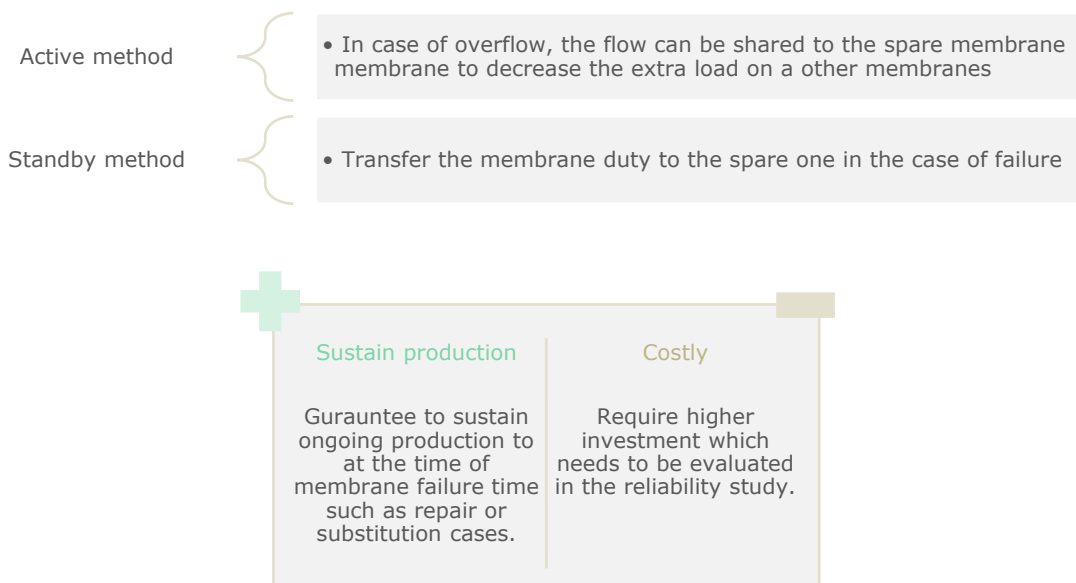 Active method
• In case of overflow, the flow can be shared to the spare membrane
membrane to decrease the extra load on a other membranes
Standby method
• Transfer the membrane duty to the spare one in the case of failure
Sustain production
Gurauntee to sustain
ongoing production to
at the time of
membrane failure time
such as repair or
substitution cases.
Costly
Require higher
investment which
needs to be evaluated
in the reliability study.